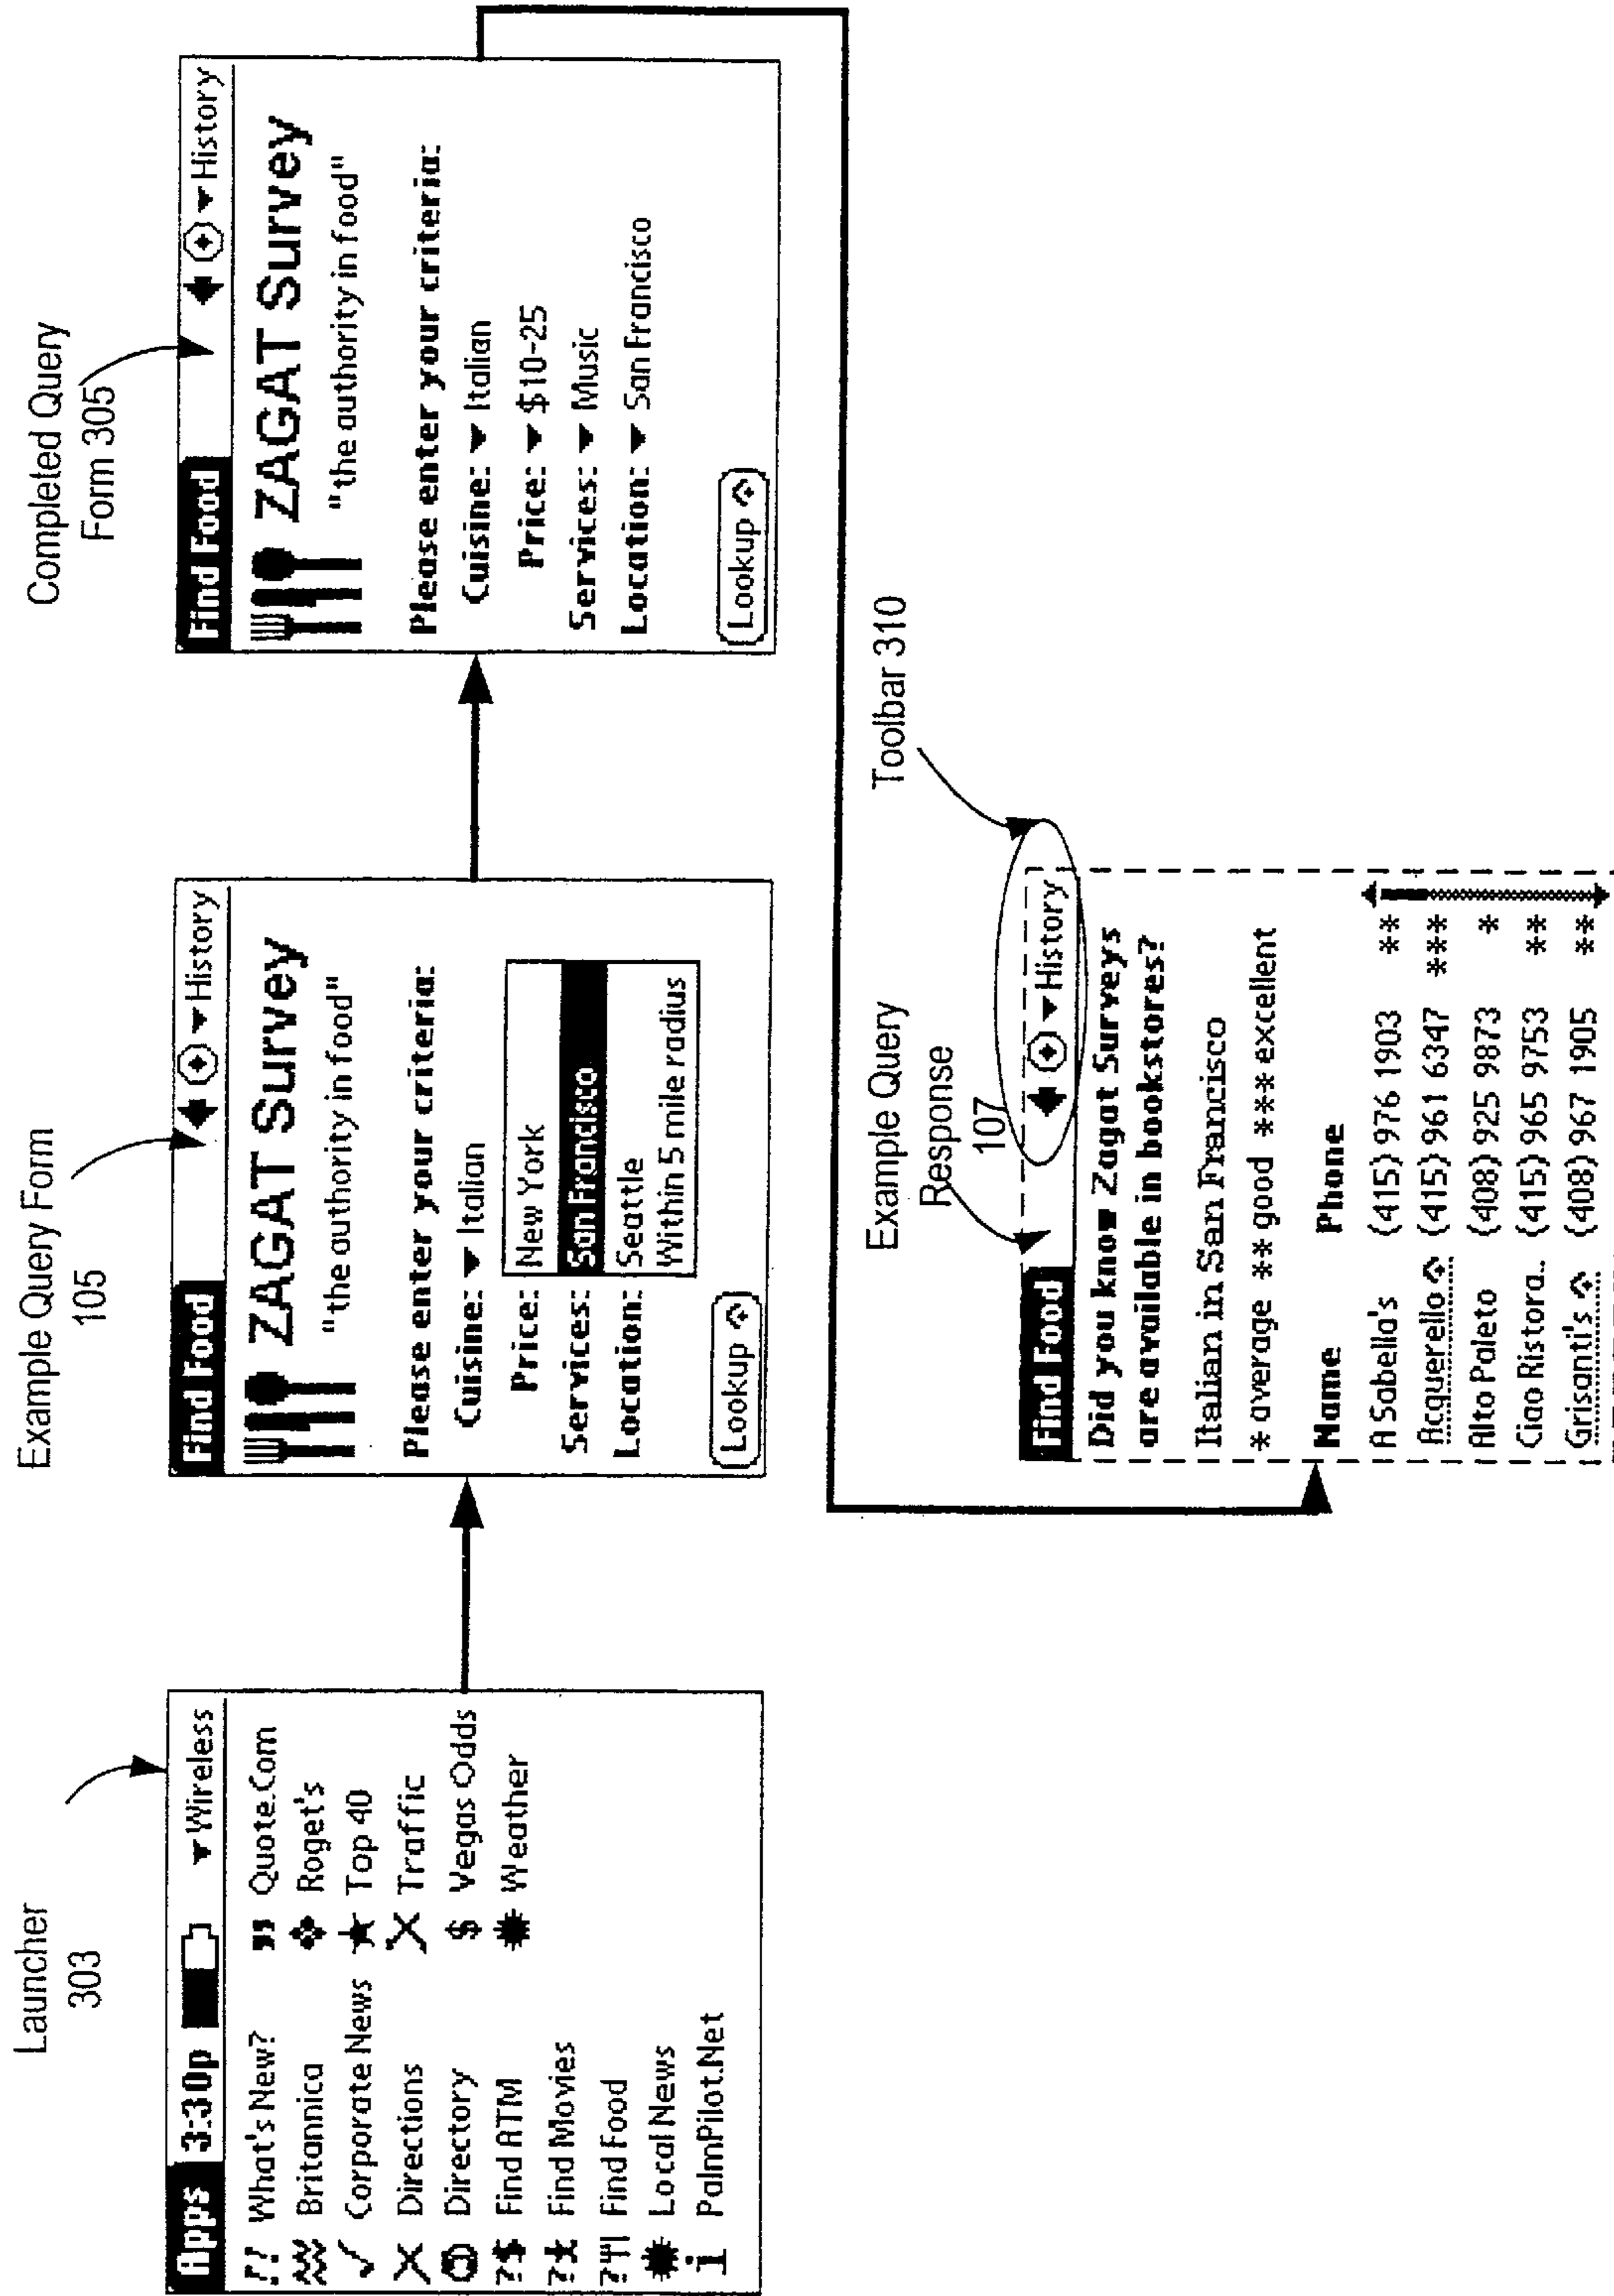 Launcher
303
Apps 3:30p Wireless
What's New?
Britannica
Corporate News
Directions
Directory
Find ATM
Find Movies
Find Food
Local News
PalmPilot.Net
Quote.Com
Roget's
Top 40
Traffic
Vegas Odds
Weather
Example Query Form
105
Find Food History
ZAGAT Survey
"the authority in food"
Please enter your criteria:
Cuisine: Italian
Price:
Services:
Location:
New York
San Francisco
Seattle
Within 5 mile radius
Lookup
Completed Query
Form 305
Find Food History
ZAGAT Survey
"the authority in food"
Please enter your criteria:
Cuisine: Italian
Price: $10-25
Services: Music
Location: San Francisco
Lookup
Example Query
Response
107
Toolbar 310
Find Food History
Did you know Zagat Surveys
are available in bookstores?
Italian in San Francisco
* average ** good *** excellent
Name Phone
A Sabella's (415) 976 1903 **
Acquerello (415) 961 6347 ***
Alto Paleto (408) 925 9873 *
Ciao Ristora.. (415) 965 9753 **
Grisanti's (408) 967 1905 **